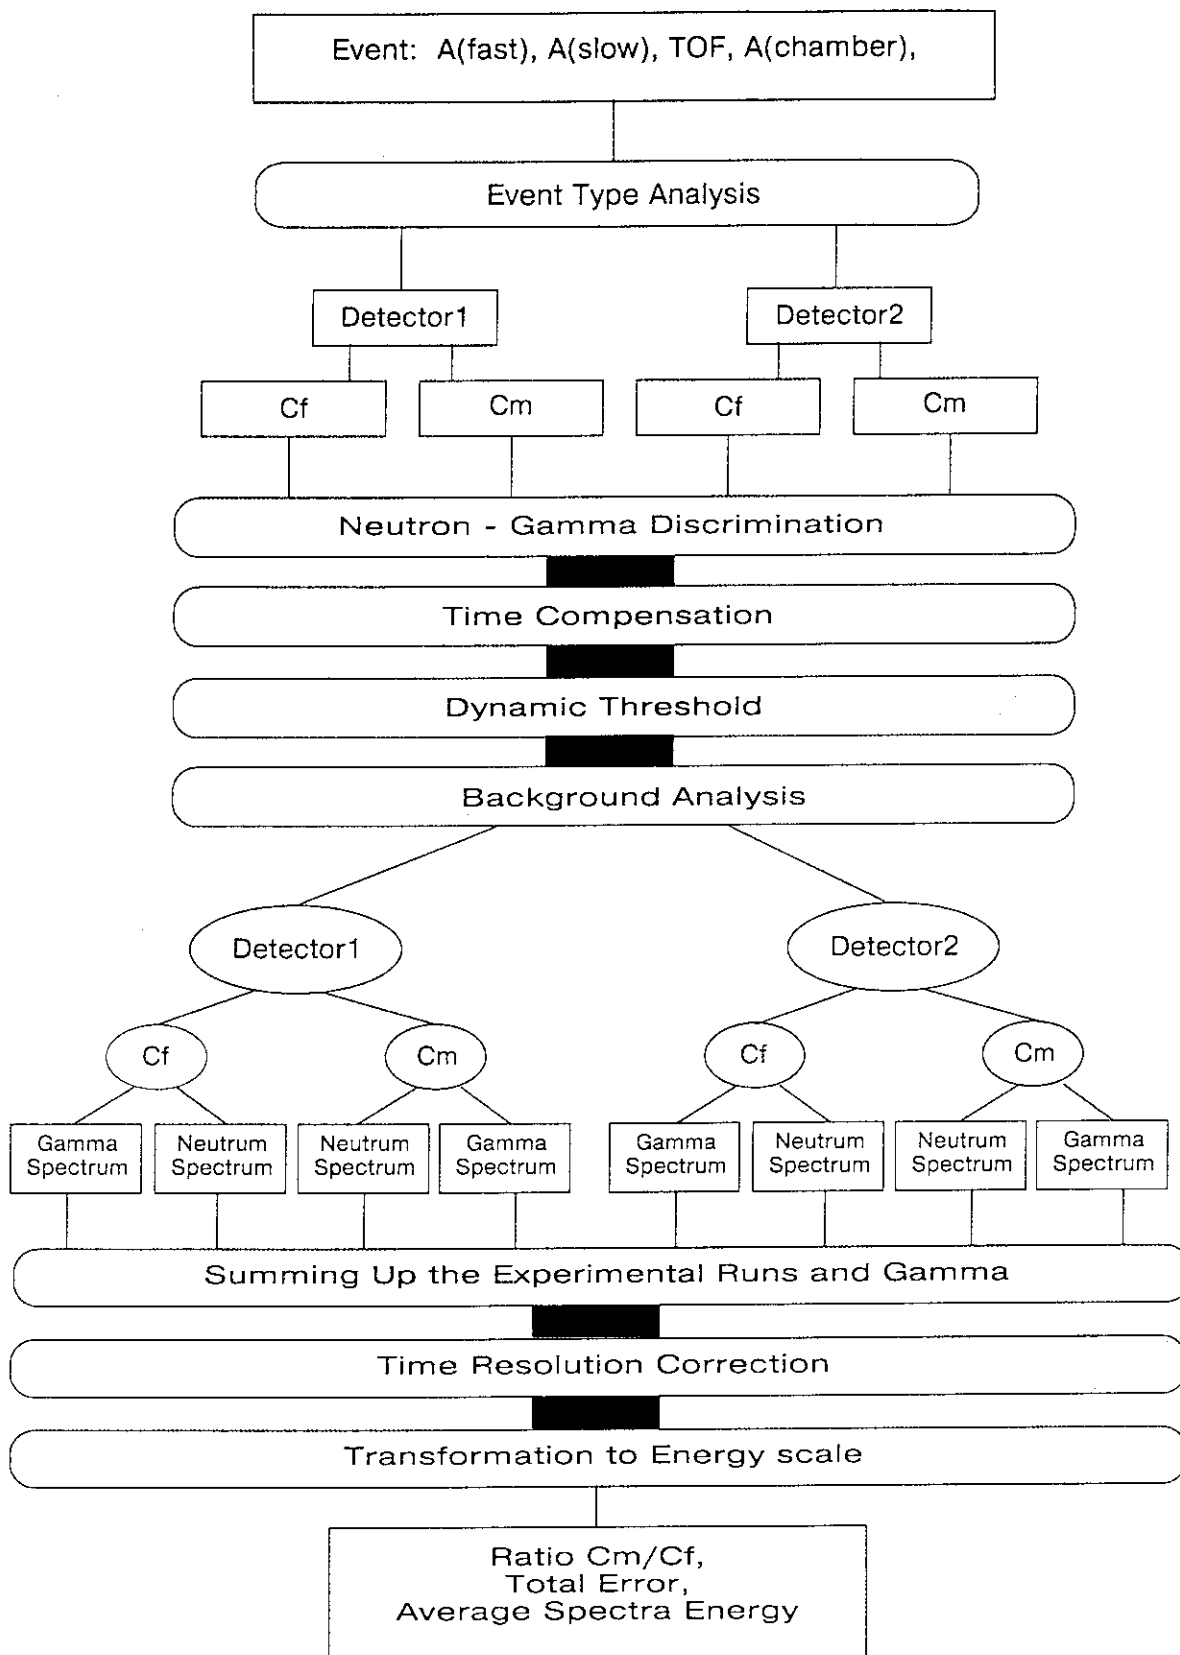 Event: A(fast), A(slow), TOF, A(chamber),
Event Type Analysis
Detector1
Detector2
Cf
Cm
Cf
Cm
Neutron - Gamma Discrimination
Time Compensation
Dynamic Threshold
Background Analysis
Detector1
Detector2
Cf
Cm
Cf
Cm
Gamma
Spectrum
Neutrum
Spectrum
Neutrum
Spectrum
Gamma
Spectrum
Gamma
Spectrum
Neutrum
Spectrum
Neutrum
Spectrum
Gamma
Spectrum
Summing Up the Experimental Runs and Gamma
Time Resolution Correction
Transformation to Energy scale
Ratio Cm/Cf,
Total Error,
Average Spectra Energy